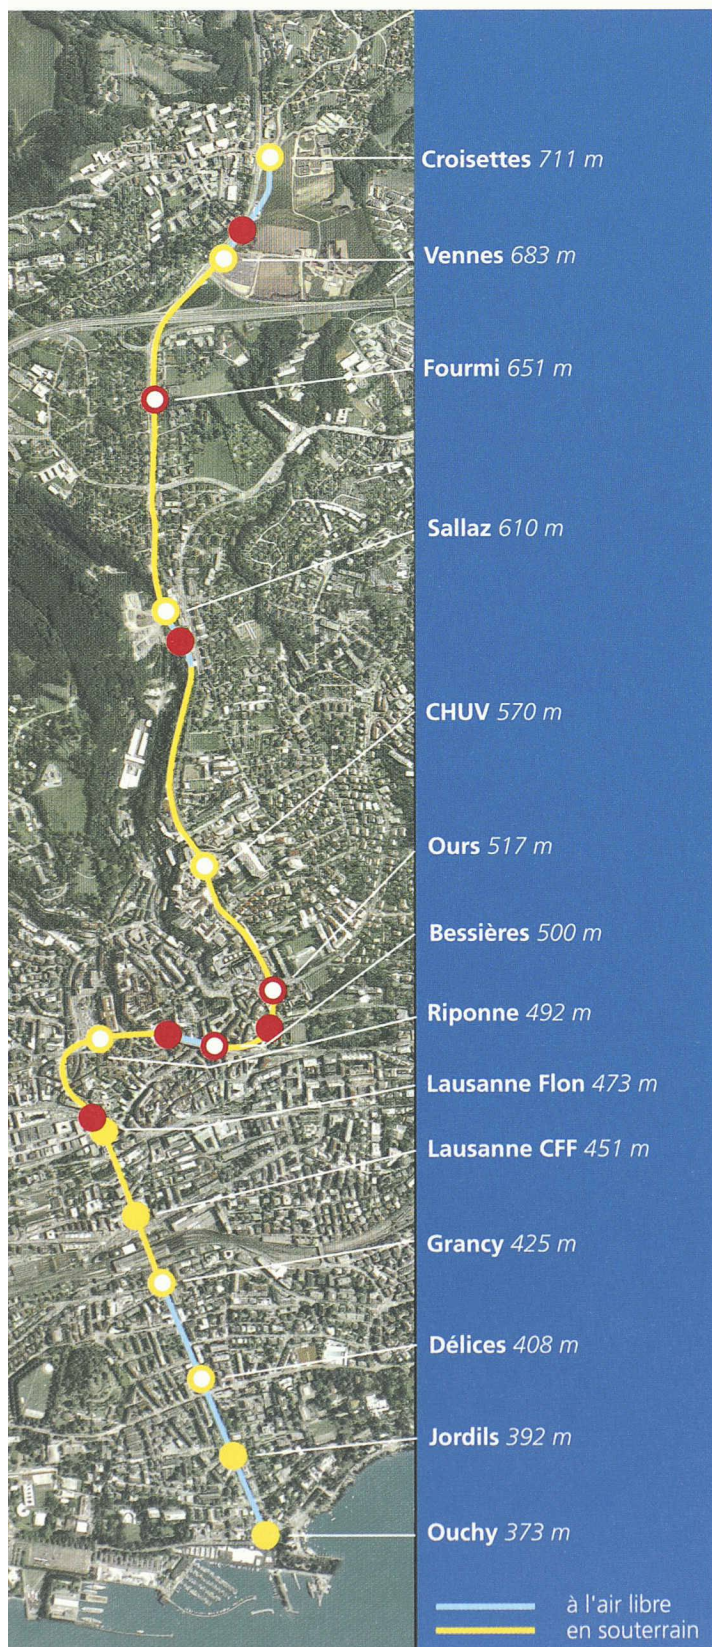 Croisettes 711 m
Vennes 683 m
Fourmi 651 m
Sallaz 610 m
CHUV 570 m
Ours 517 m
Bessières 500 m
Riponne 492 m
Lausanne Flon 473 m
Lausanne CFF 451 m
Grancy 425 m
Délices 408 m
Jordils 392 m
Ouchy 373 m
à l'air libre
en souterrain